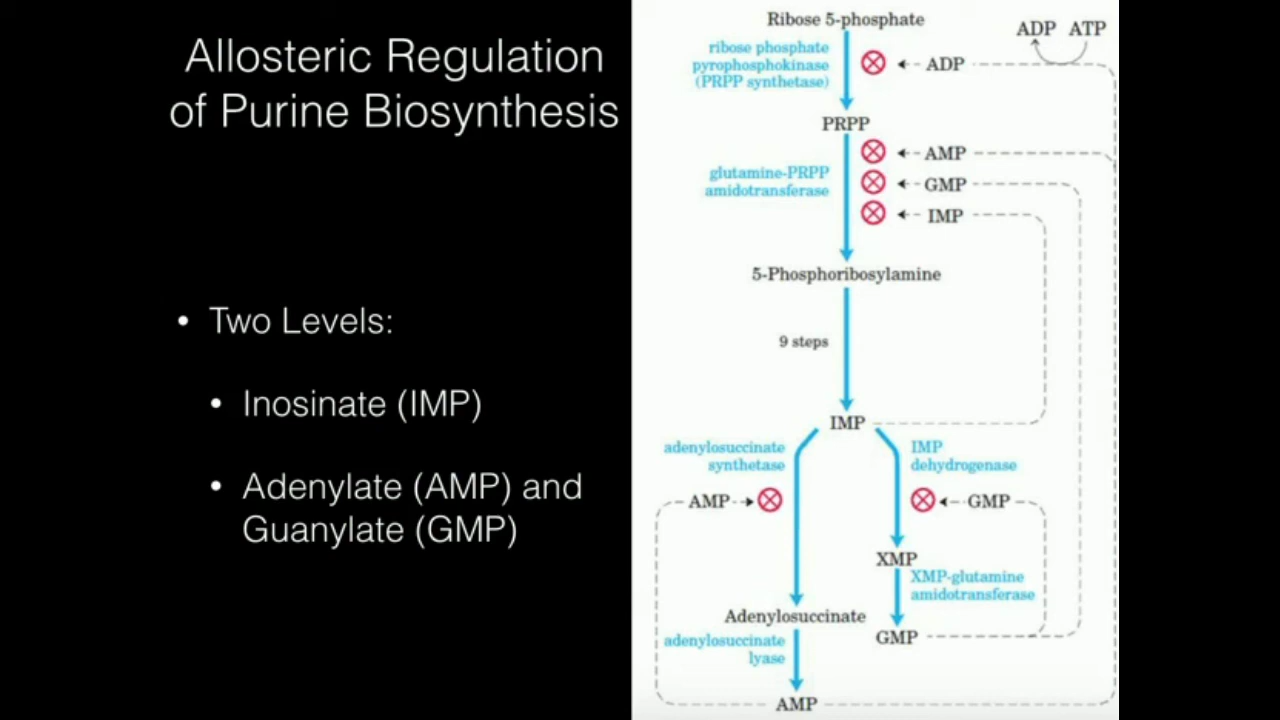 Allosteric Regulation
of Purine Biosynthesis
• Two Levels:
• Inosinate (IMP)
• Adenylate (AMP) and
Guanylate (GMP)
Ribose 5-phosphate
ADP ATP
ribose phosphate
pyrophosphokinase
(PRPP synthetase)
ADP
PRPP
AMP
glutamine-PRPP
amidotransferase
GMP
IMP
5-Phosphoribosylamine
9 steps
IMP
adenylosuccinate
synthetase
IMP
dehydrogenase
AMP
GMP
XMP
XMP-glutamine
amidotransferase
Adenylosuccinate
GMP
adenylosuccinate
lyase
AMP